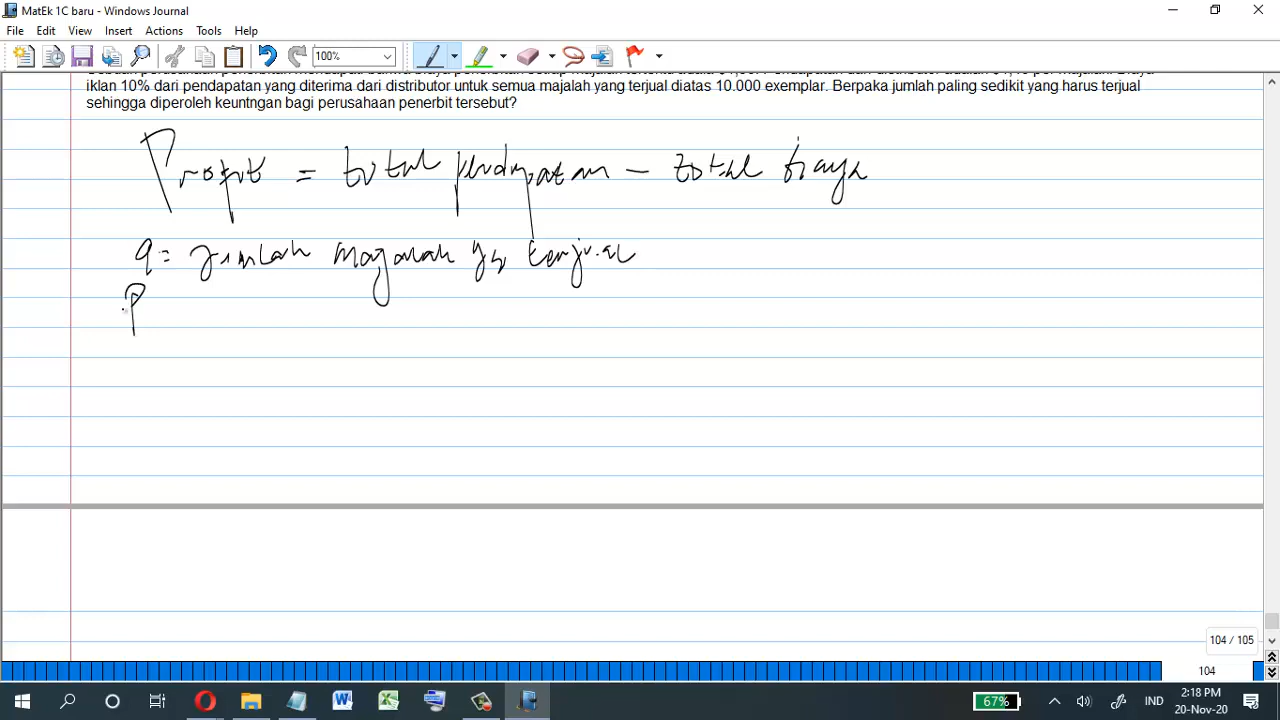 MatEk 1C baru - Windows Journal
File Edit View Insert Actions Tools Help
100%
iklan 10% dari pendapatan yang diterima dari distributor untuk semua majalah yang terjual diatas 10.000 exemplar. Berpaka jumlah paling sedikit yang harus terjual
sehingga diperoleh keuntngan bagi perusahaan penerbit tersebut?
Profit = total pendapatan - total biaya
q = jumlah majalah yg terjual
P
104 / 105
104
67% IND 2:18 PM
20-Nov-20